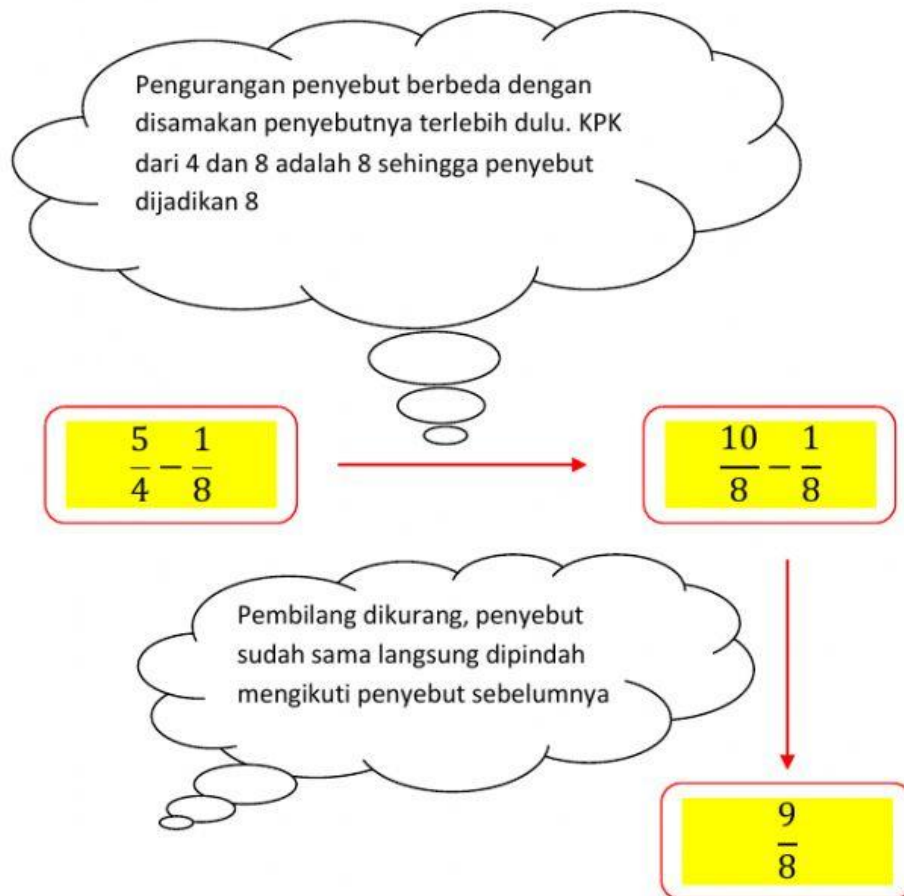 Pengurangan penyebut berbeda dengan
disamakan penyebutnya terlebih dulu. KPK
dari 4 dan 8 adalah 8 sehingga penyebut
dijadikan 8
5/4 − 1/8
10/8 − 1/8
Pembilang dikurang, penyebut
sudah sama langsung dipindah
mengikuti penyebut sebelumnya
9/8